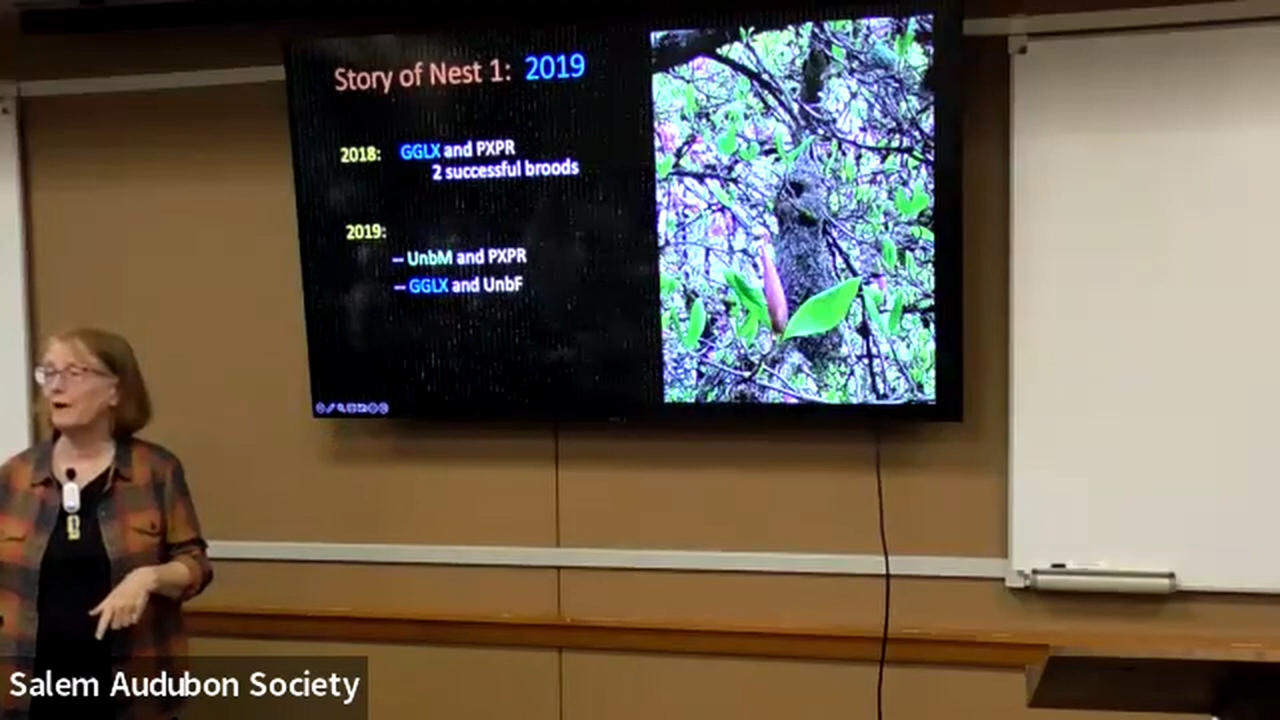 Story of Nest 1: 2019
2018: GGLX and PXPR
2 successful broods
2019:
– UnbM and PXPR
– GGLX and UnbF
Salem Audubon Society